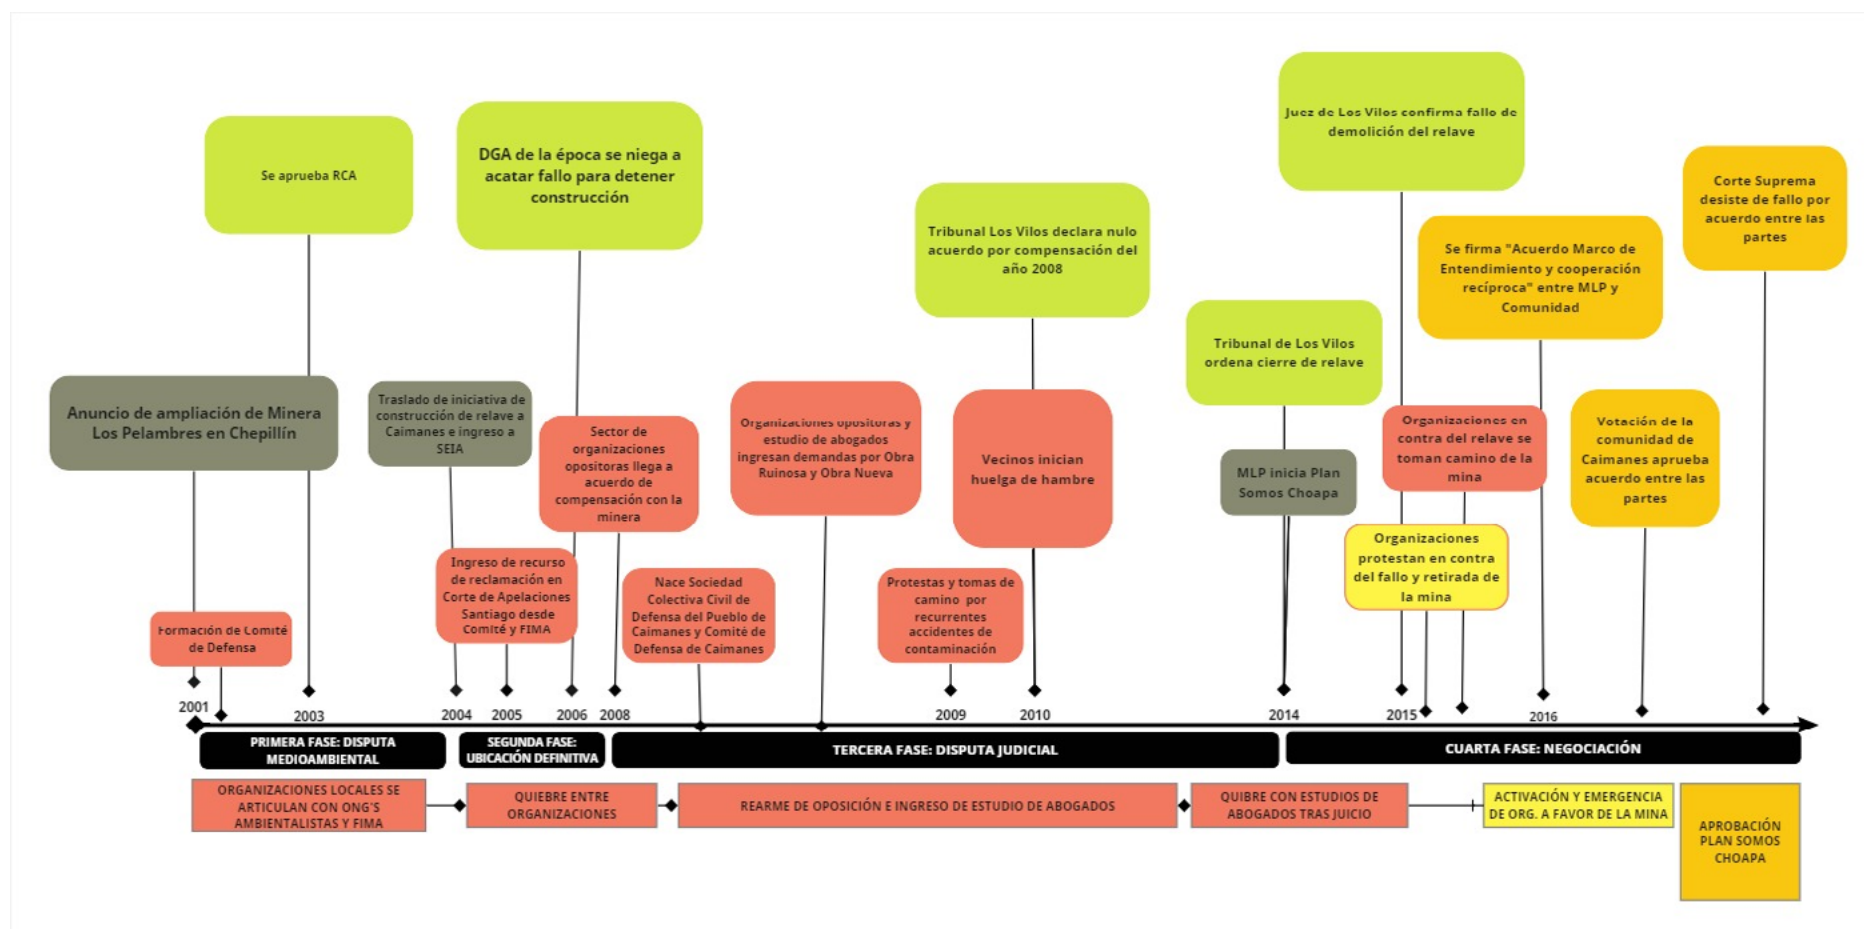 Juez de Los Vilos confirma fallo de
demolición del relave
Se aprueba RCA
DGA de la época se niega a
acatar fallo para detener
construcción
Corte Suprema
desiste de fallo por
acuerdo entre las
partes
Tribunal Los Vilos declara nulo
acuerdo por compensación del
año 2008
Se firma "Acuerdo Marco de
Entendimiento y cooperación
recíproca" entre MLP y
Comunidad
Tribunal de Los Vilos
ordena cierre de relave
Anuncio de ampliación de Minera
Los Pelambres en Chepillín
Traslado de iniciativa de
construcción de relave a
Caimanes e ingreso a
SEIA
Sector de
organizaciones
opositoras llega a
acuerdo de
compensación con la
minera
Organizaciones opositoras y
estudio de abogados
ingresan demandas por Obra
Ruinosa y Obra Nueva
Vecinos inician
huelga de hambre
MLP inicia Plan
Somos Choapa
Organizaciones en
contra del relave se
toman camino de la
mina
Votación de la
comunidad de
Caimanes aprueba
acuerdo entre las
partes
Organizaciones
protestan en contra
del fallo y retirada de
la mina
Formación de Comité
de Defensa
Ingreso de recurso
de reclamación en
Corte de Apelaciones
Santiago desde
Comité y FIMA
Nace Sociedad
Colectiva Civil de
Defensa del Pueblo de
Caimanes y Comité de
Defensa de Caimanes
Protestas y tomas de
camino por
recurrentes
accidentes de
contaminación
2001
2003
2004
2005
2006
2008
2009
2010
2014
2015
2016
PRIMERA FASE: DISPUTA
MEDIOAMBIENTAL
SEGUNDA FASE:
UBICACIÓN DEFINITIVA
TERCERA FASE: DISPUTA JUDICIAL
CUARTA FASE: NEGOCIACIÓN
ORGANIZACIONES LOCALES SE
ARTICULAN CON ONG'S
AMBIENTALISTAS Y FIMA
QUIEBRE ENTRE
ORGANIZACIONES
REARME DE OPOSICIÓN E INGRESO DE ESTUDIO DE ABOGADOS
QUIBRE CON ESTUDIOS DE
ABOGADOS TRAS JUICIO
ACTIVACIÓN Y EMERGENCIA
DE ORG. A FAVOR DE LA MINA
APROBACIÓN
PLAN SOMOS
CHOAPA